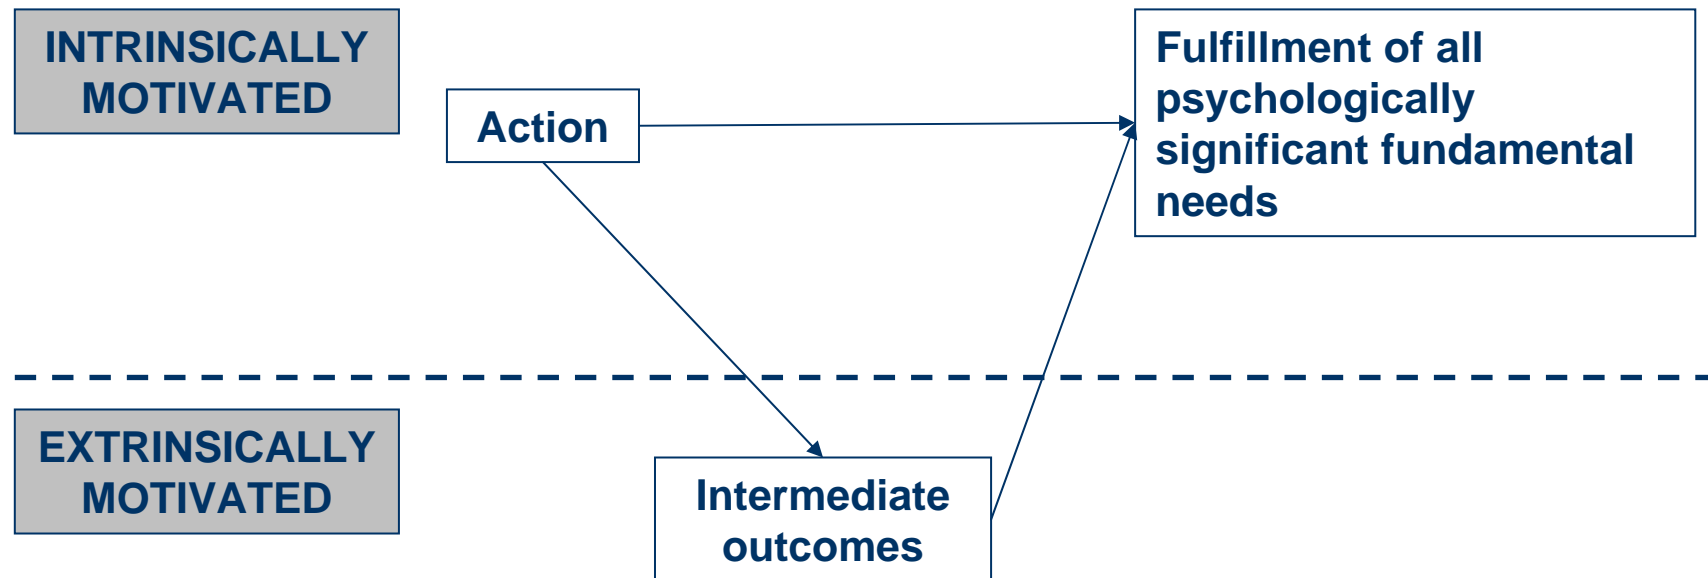 INTRINSICALLY
MOTIVATED
Action
Fulfillment of all
psychologically
significant fundamental
needs
EXTRINSICALLY
MOTIVATED
Intermediate
outcomes